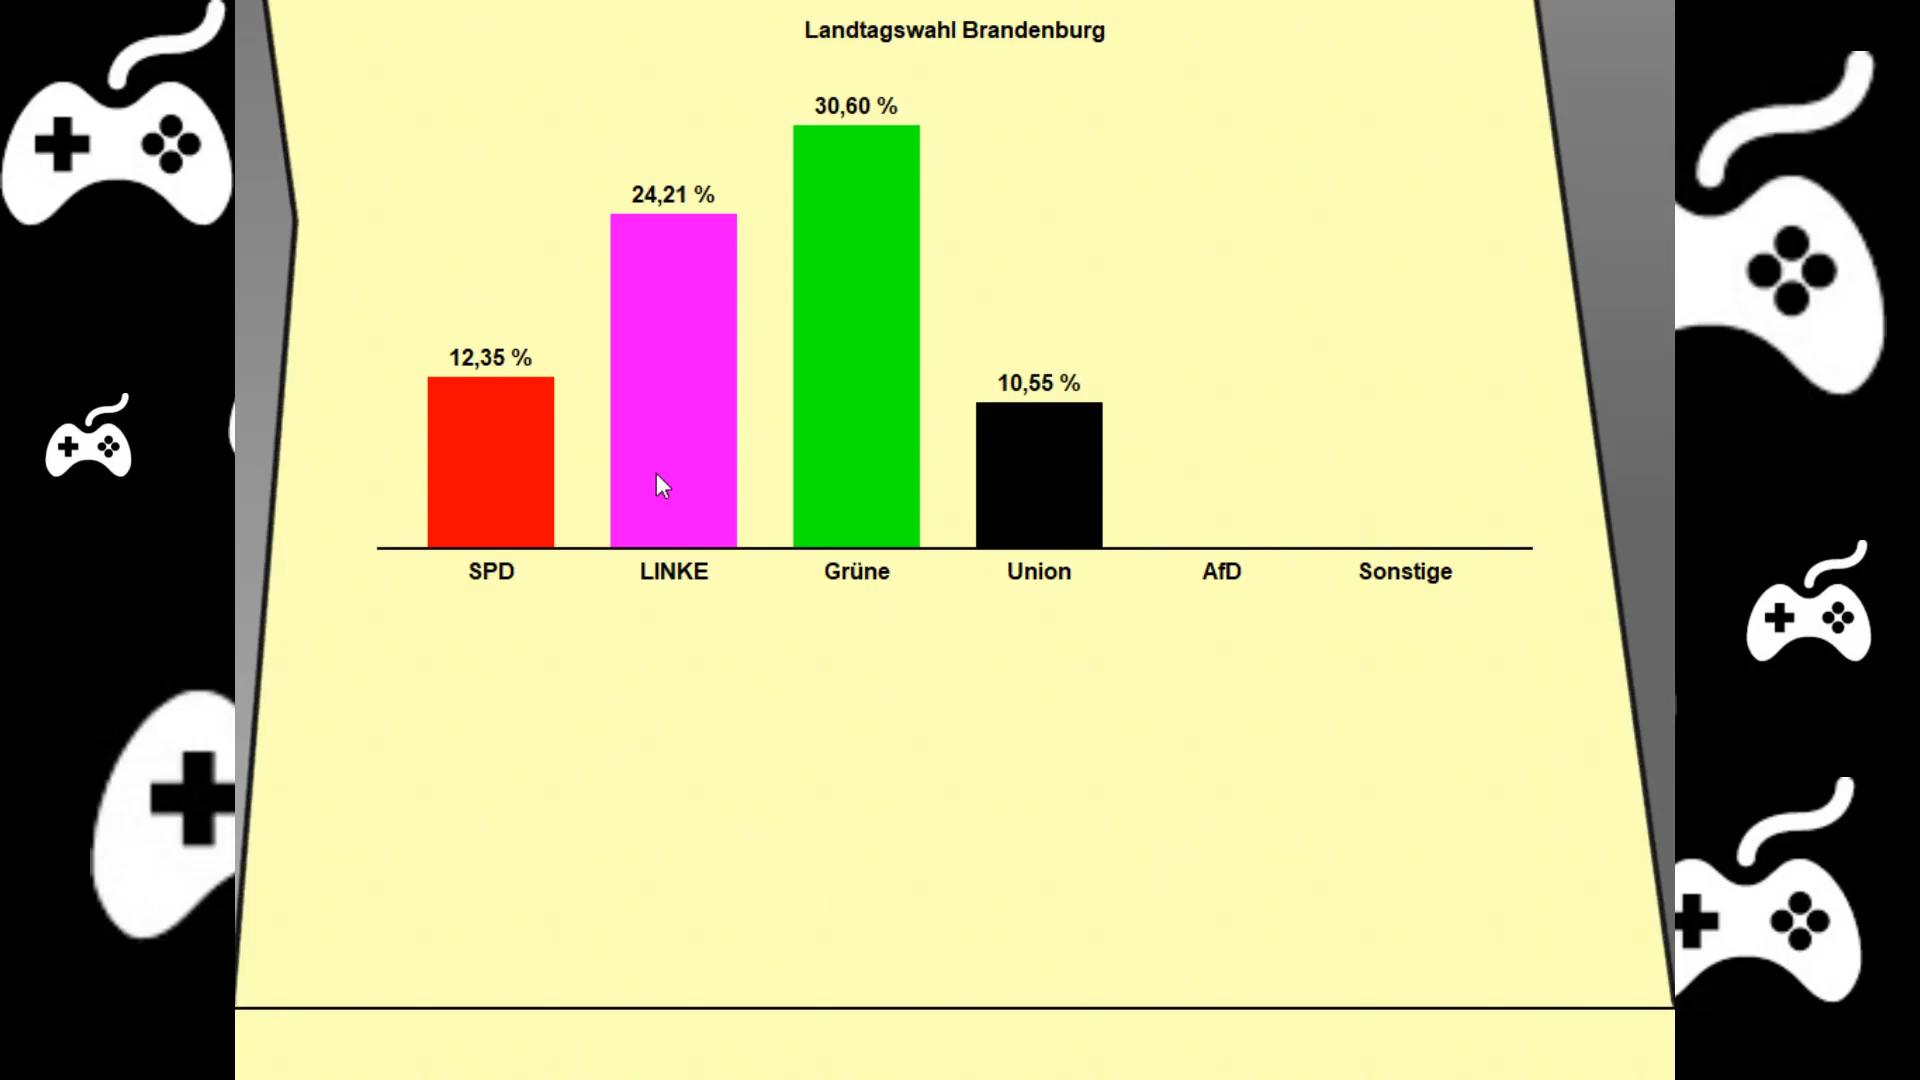 Landtagswahl Brandenburg
30,60 %
24,21 %
12,35 %
10,55 %
SPD LINKE Grüne Union AfD Sonstige